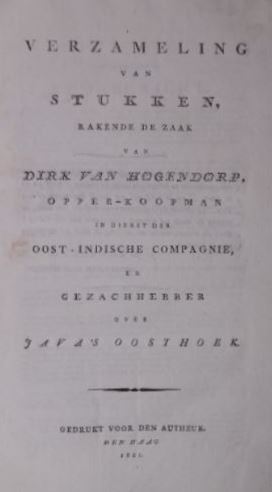 VERZAMELING
VAN
STUKKEN,
RAKENDE DE ZAAK
VAN
DIRK VAN HOGENDORP,
OPPER-KOOPMAN
IN DIENST DER
OOST-INDISCHE COMPAGNIE,
EN
GEZACHHEBBER
OVER
JAVA'S OOSTHOEK.
GEDRUKT VOOR DEN AUTHEUR.
DEN HAAG